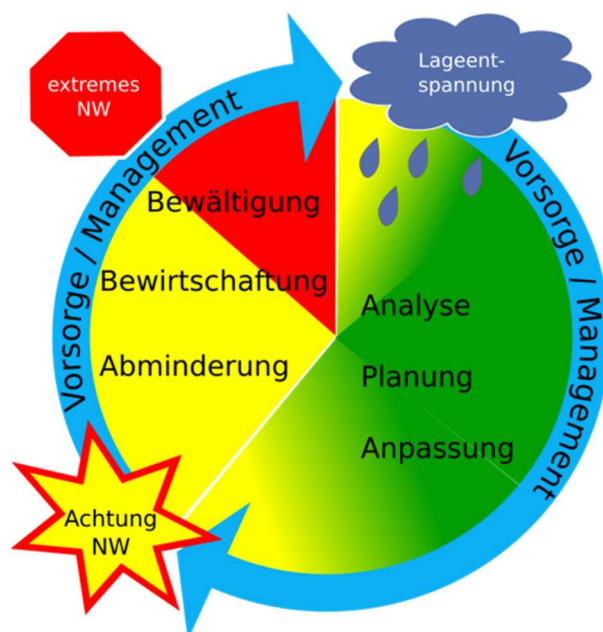 extremes
NW
Lageent-
spannung
Vorsorge / Management
Vorsorge / Management
Bewältigung
Bewirtschaftung
Abminderung
Analyse
Planung
Anpassung
Achtung
NW